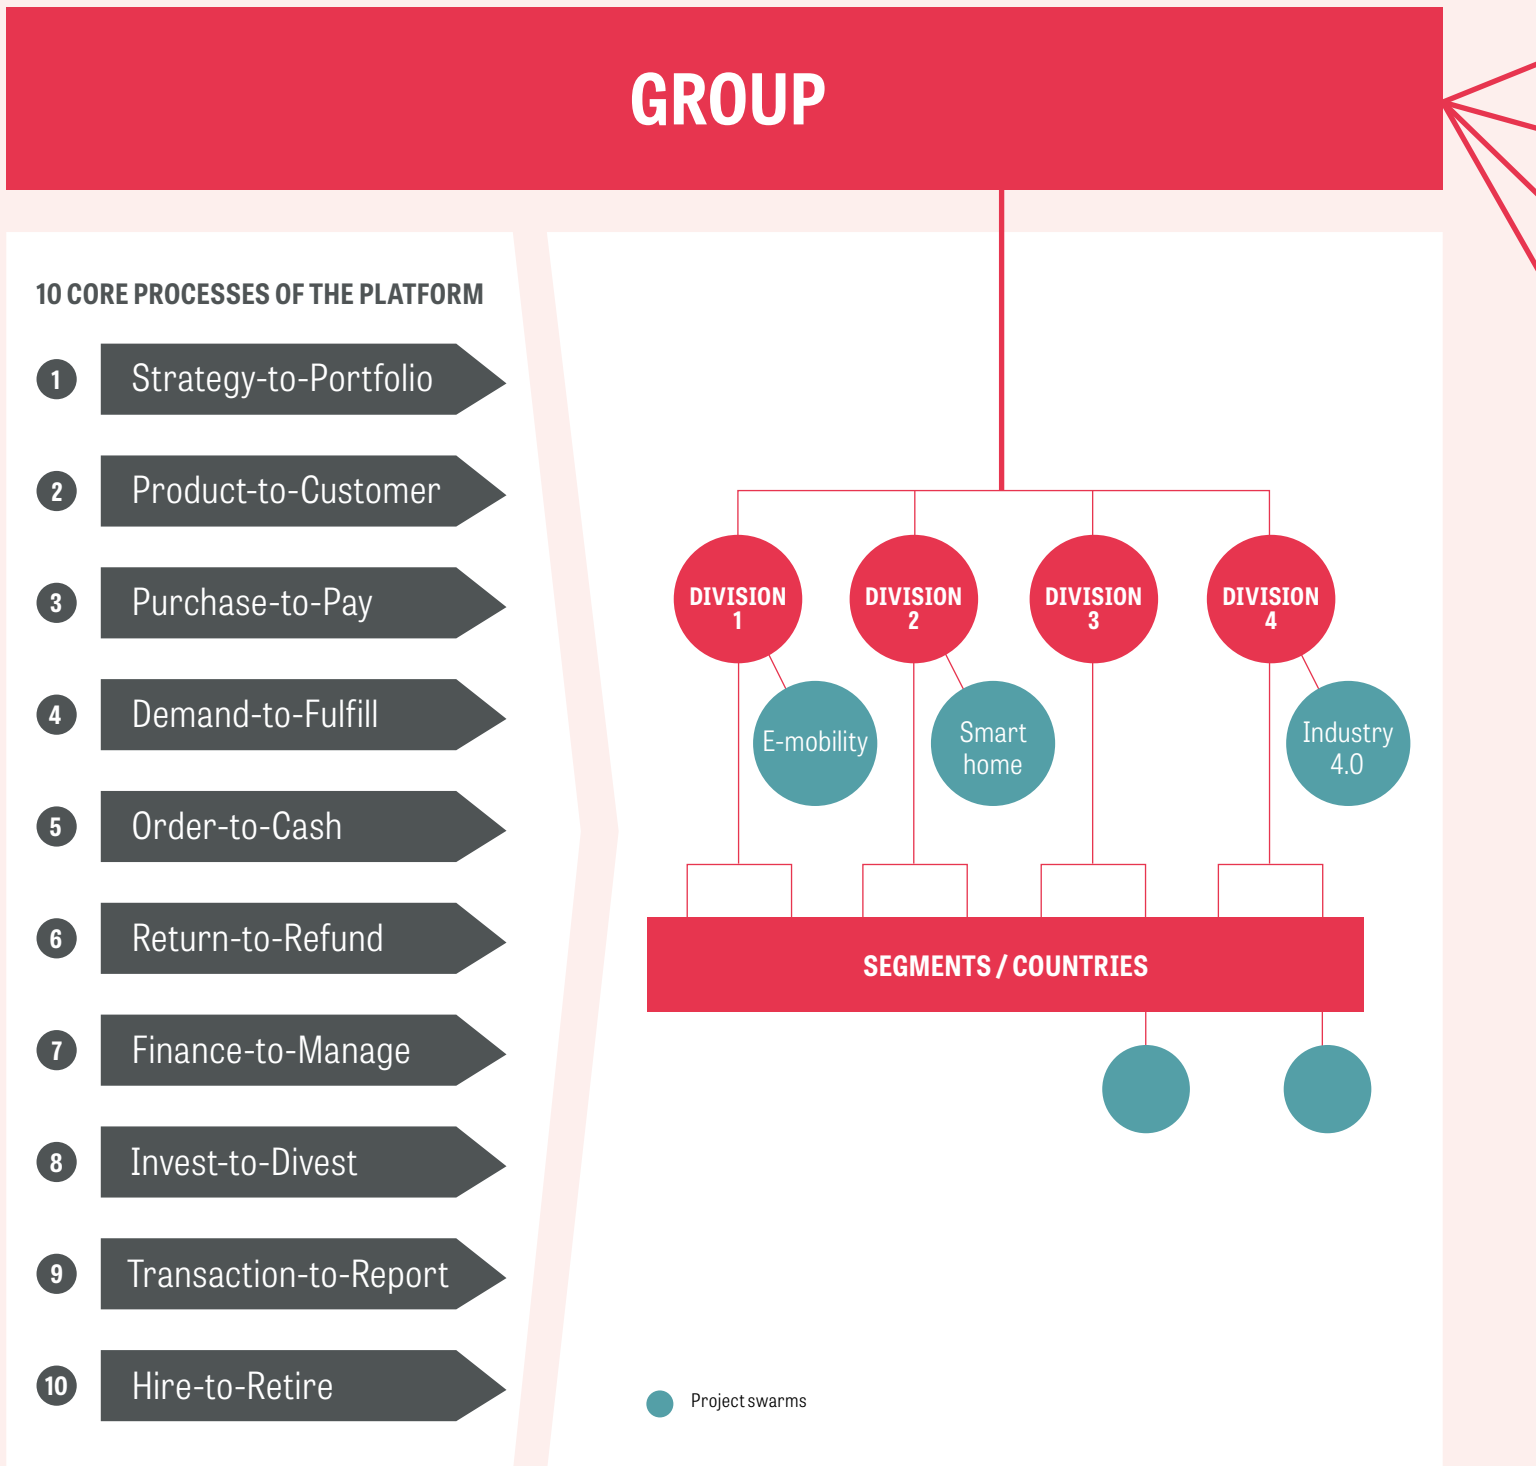 GROUP
10 CORE PROCESSES OF THE PLATFORM
1
Strategy-to-Portfolio
2
Product-to-Customer
3
Purchase-to-Pay
4
Demand-to-Fulfill
5
Order-to-Cash
6
Return-to-Refund
7
Finance-to-Manage
8
Invest-to-Divest
9
Transaction-to-Report
10
Hire-to-Retire
DIVISION
1
DIVISION
2
DIVISION
3
DIVISION
4
E-mobility
Smart
home
Industry
4.0
SEGMENTS / COUNTRIES
Project swarms